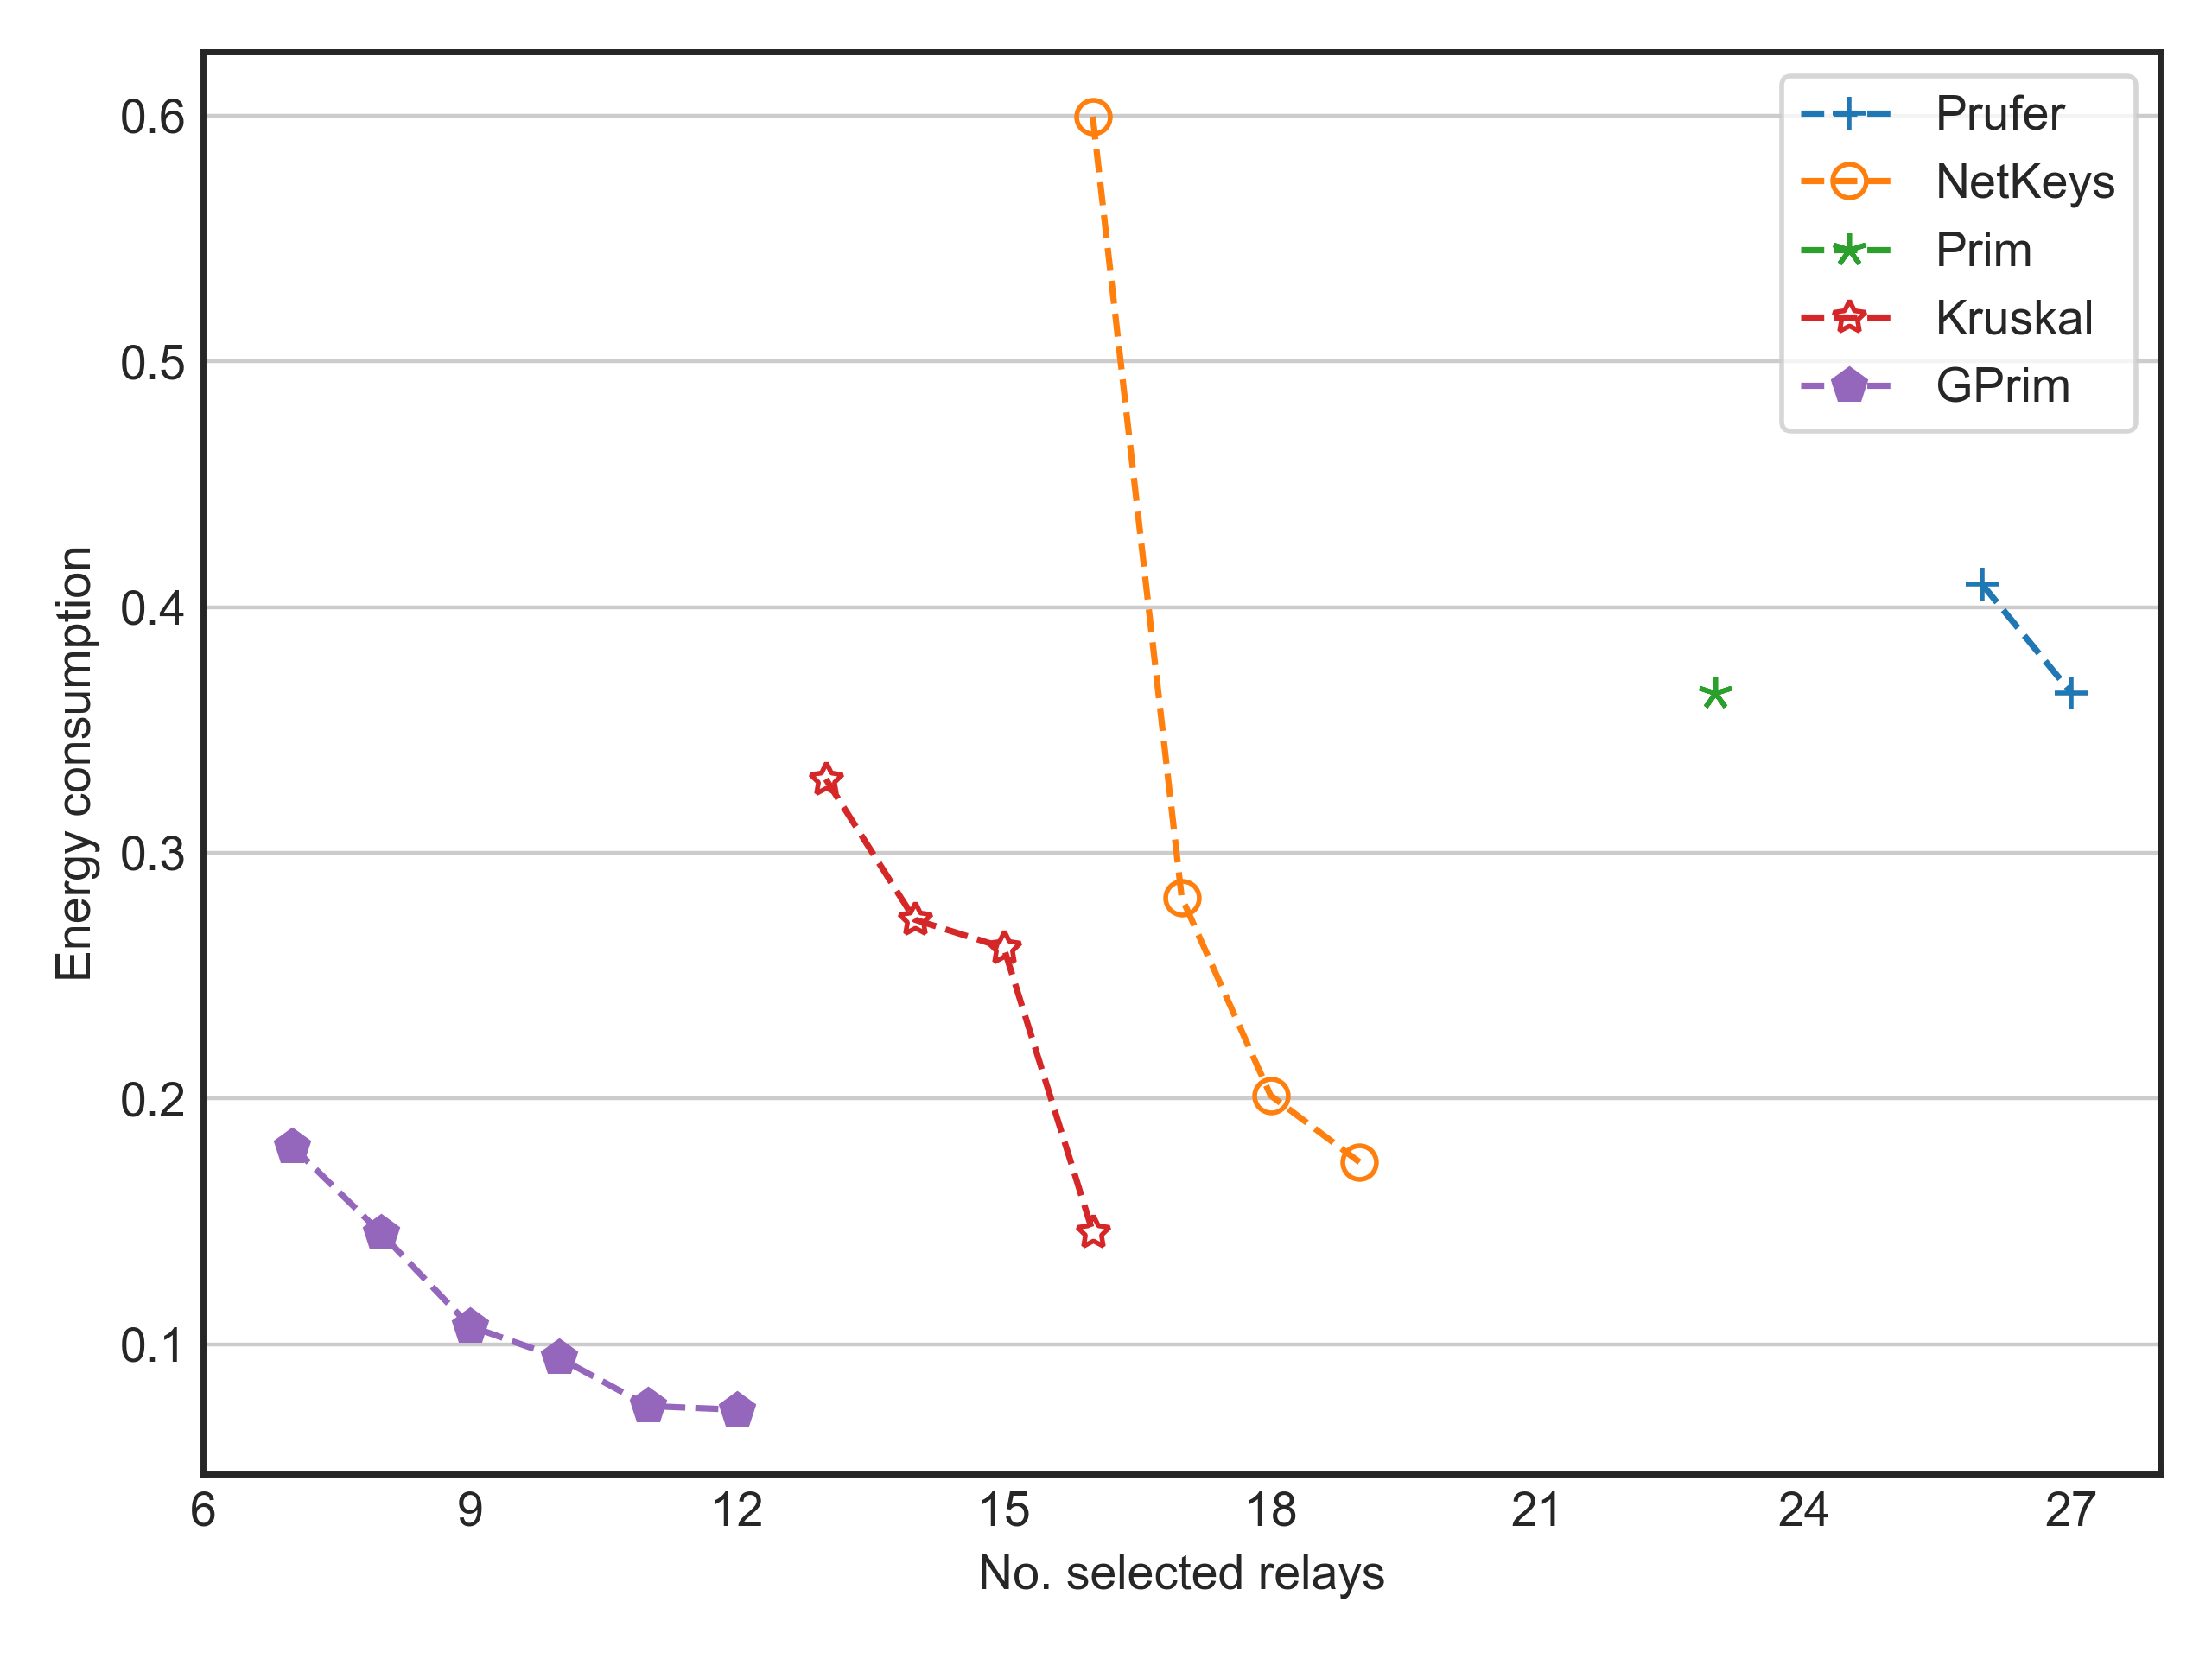 0.6
0.5
0.4
0.3
0.2
0.1
Energy consumption
6 9 12 15 18 21 24 27
No. selected relays
Prufer
NetKeys
Prim
Kruskal
GPrim